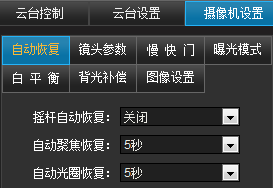 云台控制 云台设置 摄像机设置
自动恢复 镜头参数 慢 快 门 曝光模式
白 平 衡 背光补偿 图像设置
摇杆自动恢复： 关闭
自动聚焦恢复： 5秒
自动光圈恢复： 5秒